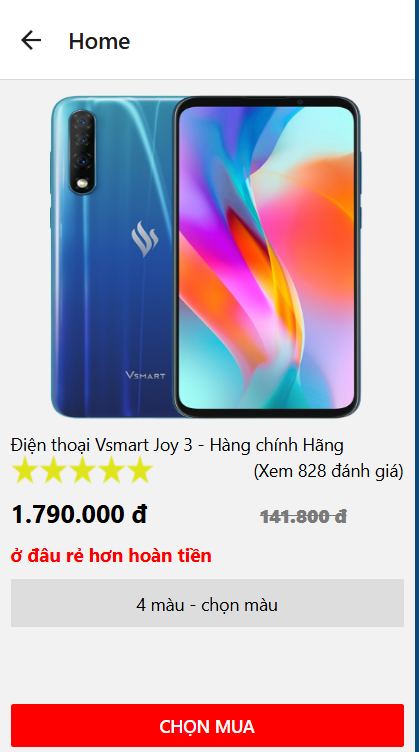 Home
VSMART
Điện thoại Vsmart Joy 3 - Hàng chính Hãng
(Xem 828 đánh giá)
1.790.000 đ 141.800 đ
ở đâu rẻ hơn hoàn tiền
4 màu - chọn màu
CHỌN MUA